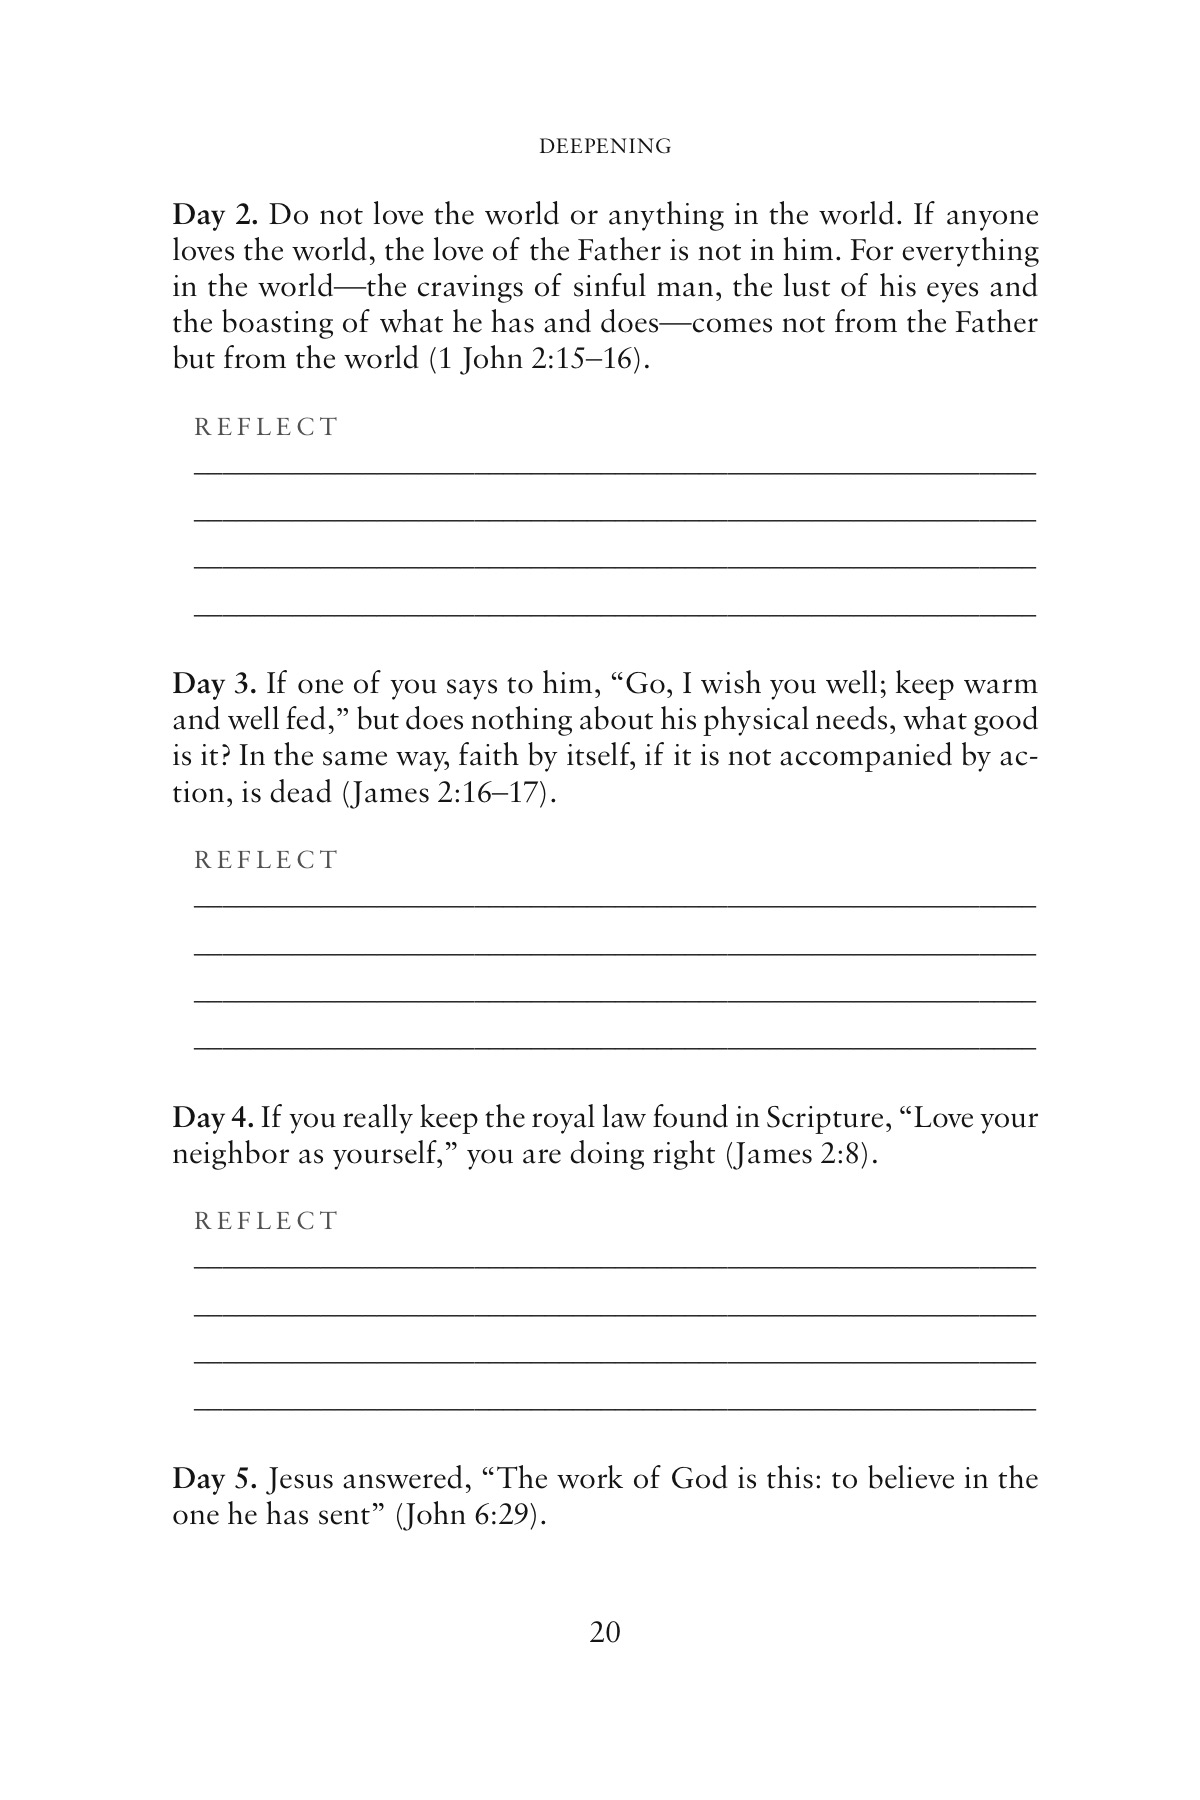 DEEPENING
Day 2. Do not love the world or anything in the world. If anyone
loves the world, the love of the Father is not in him. For everything
in the world—the cravings of sinful man, the lust of his eyes and
the boasting of what he has and does—comes not from the Father
but from the world (1 John 2:15–16).
REFLECT
Day 3. If one of you says to him, “Go, I wish you well; keep warm
and well fed,” but does nothing about his physical needs, what good
is it? In the same way, faith by itself, if it is not accompanied by ac-
tion, is dead (James 2:16–17).
REFLECT
Day 4. If you really keep the royal law found in Scripture, “Love your
neighbor as yourself,” you are doing right (James 2:8).
REFLECT
Day 5. Jesus answered, “The work of God is this: to believe in the
one he has sent” (John 6:29).
20